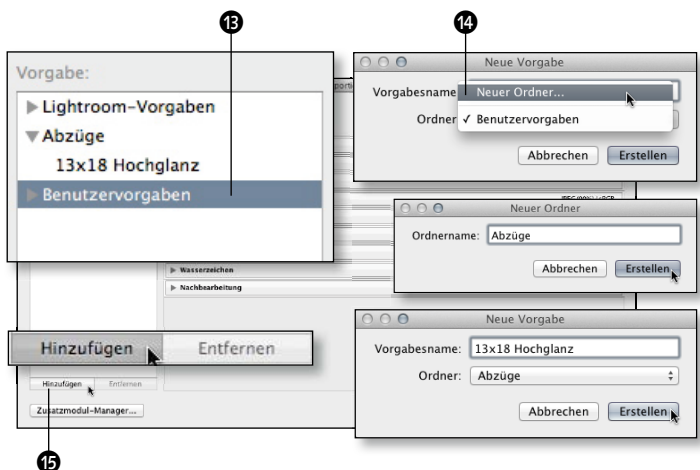 13
14
Vorgabe:
Lightroom-Vorgaben
Abzüge
13x18 Hochglanz
Benutzervorgaben
Wasserzeichen
Nachbearbeitung
Hinzufügen Entfernen
Hinzufügen Entfernen
Zusatzmodul-Manager...
15
Neue Vorgabe
Vorgabesname
Neuer Ordner...
Ordner ✓ Benutzervorgaben
Abbrechen Erstellen
Neuer Ordner
Ordnername: Abzüge
Abbrechen Erstellen
Neue Vorgabe
Vorgabesname: 13x18 Hochglanz
Ordner: Abzüge
Abbrechen Erstellen